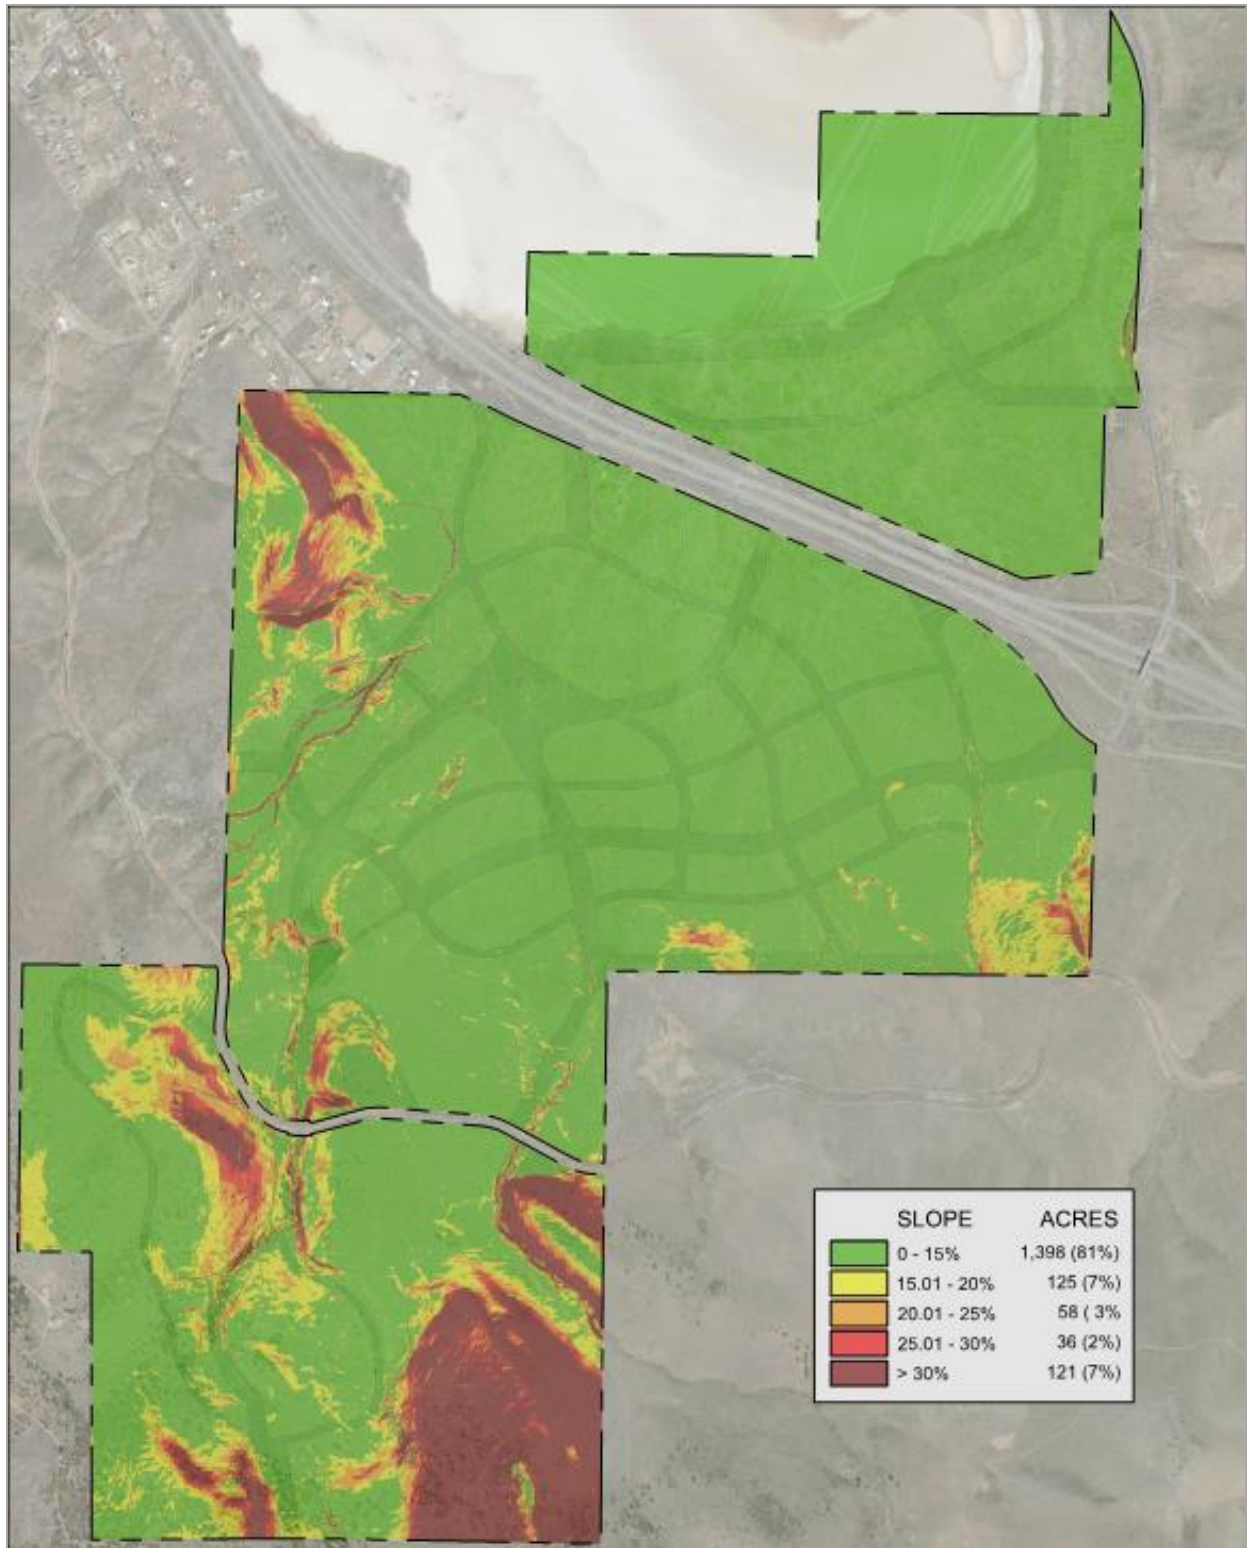 SLOPE ACRES
0 - 15% 1,398 (81%)
15.01 - 20% 125 (7%)
20.01 - 25% 58 ( 3%
25.01 - 30% 36 (2%)
> 30% 121 (7%)